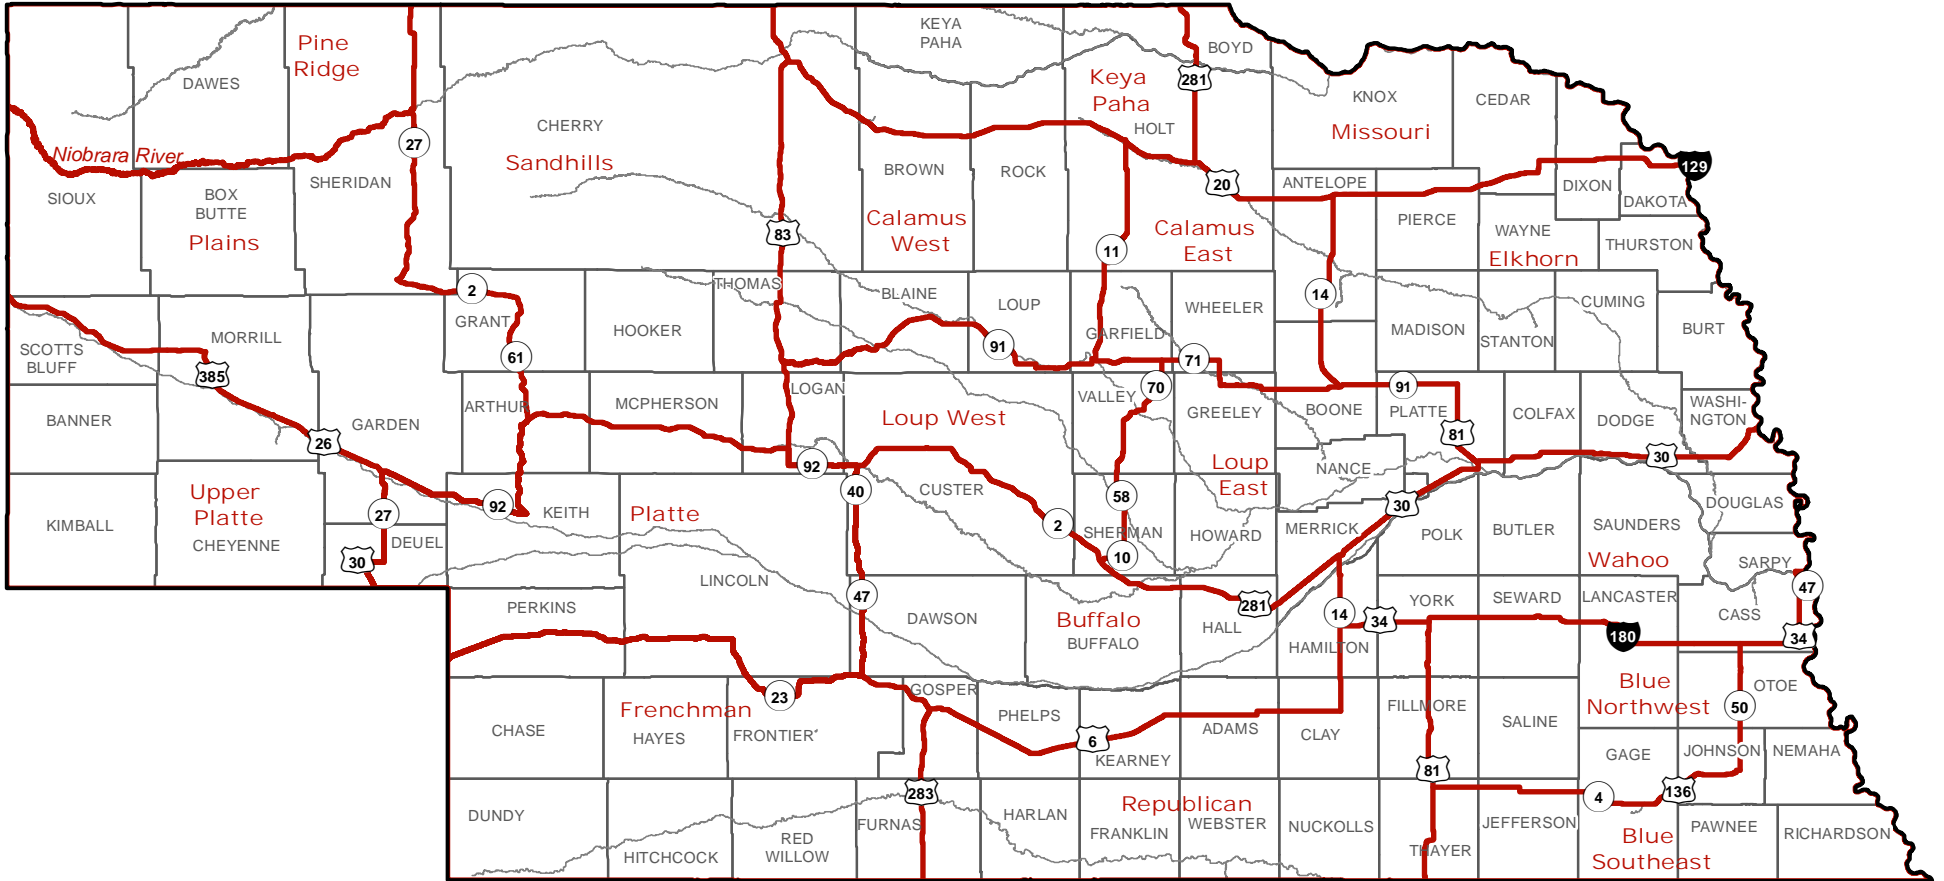 KEYA
PAHA
BOYD
Pine
Ridge
DAWES
Keya
Paha
281
KNOX
CEDAR
CHERRY
HOLT
Missouri
27
Niobrara River
Sandhills
129
SIOUX
BOX
BUTTE
SHERIDAN
BROWN
ROCK
20
ANTELOPE
DIXON
DAKOTA
Plains
83
Calamus
West
Calamus
East
PIERCE
WAYNE
Elkhorn
THURSTON
11
2
THOMAS
BLAINE
LOUP
WHEELER
14
CUMING
GRANT
HOOKER
GARFIELD
MADISON
STANTON
BURT
SCOTTS
BLUFF
MORRILL
61
91
71
385
LOGAN
70
91
BANNER
GARDEN
ARTHUR
MCPHERSON
Loup West
VALLEY
GREELEY
BOONE
PLATTE
COLFAX
DODGE
WASHI-
NGTON
26
81
30
92
Loup
East
NANCE
Upper
Platte
27
92
KEITH
Platte
40
CUSTER
58
30
DOUGLAS
KIMBALL
CHEYENNE
DEUEL
2
SHERMAN
HOWARD
MERRICK
POLK
BUTLER
SAUNDERS
30
10
Wahoo
SARPY
LINCOLN
47
PERKINS
DAWSON
Buffalo
BUFFALO
281
HALL
14
34
YORK
SEWARD
LANCASTER
CASS
47
HAMILTON
180
34
23
GOSPER
Blue
Northwest
OTOE
Frenchman
PHELPS
FILLMORE
50
CHASE
HAYES
FRONTIER
6
KEARNEY
ADAMS
CLAY
SALINE
GAGE
JOHNSON
NEMAHA
81
283
4
136
DUNDY
FURNAS
HARLAN
Republican
FRANKLIN
WEBSTER
NUCKOLLS
JEFFERSON
Blue
Southeast
PAWNEE
RICHARDSON
HITCHCOCK
RED
WILLOW
THAYER